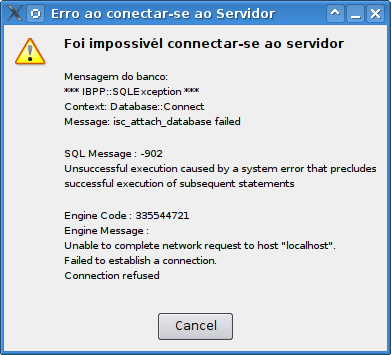 Erro ao conectar-se ao Servidor
Foi impossivél connectar-se ao servidor
Mensagem do banco:
*** IBPP::SQLException ***
Context: Database::Connect
Message: isc_attach_database failed
SQL Message : -902
Unsuccessful execution caused by a system error that precludes
successful execution of subsequent statements
Engine Code : 335544721
Engine Message :
Unable to complete network request to host "localhost".
Failed to establish a connection.
Connection refused
Cancel